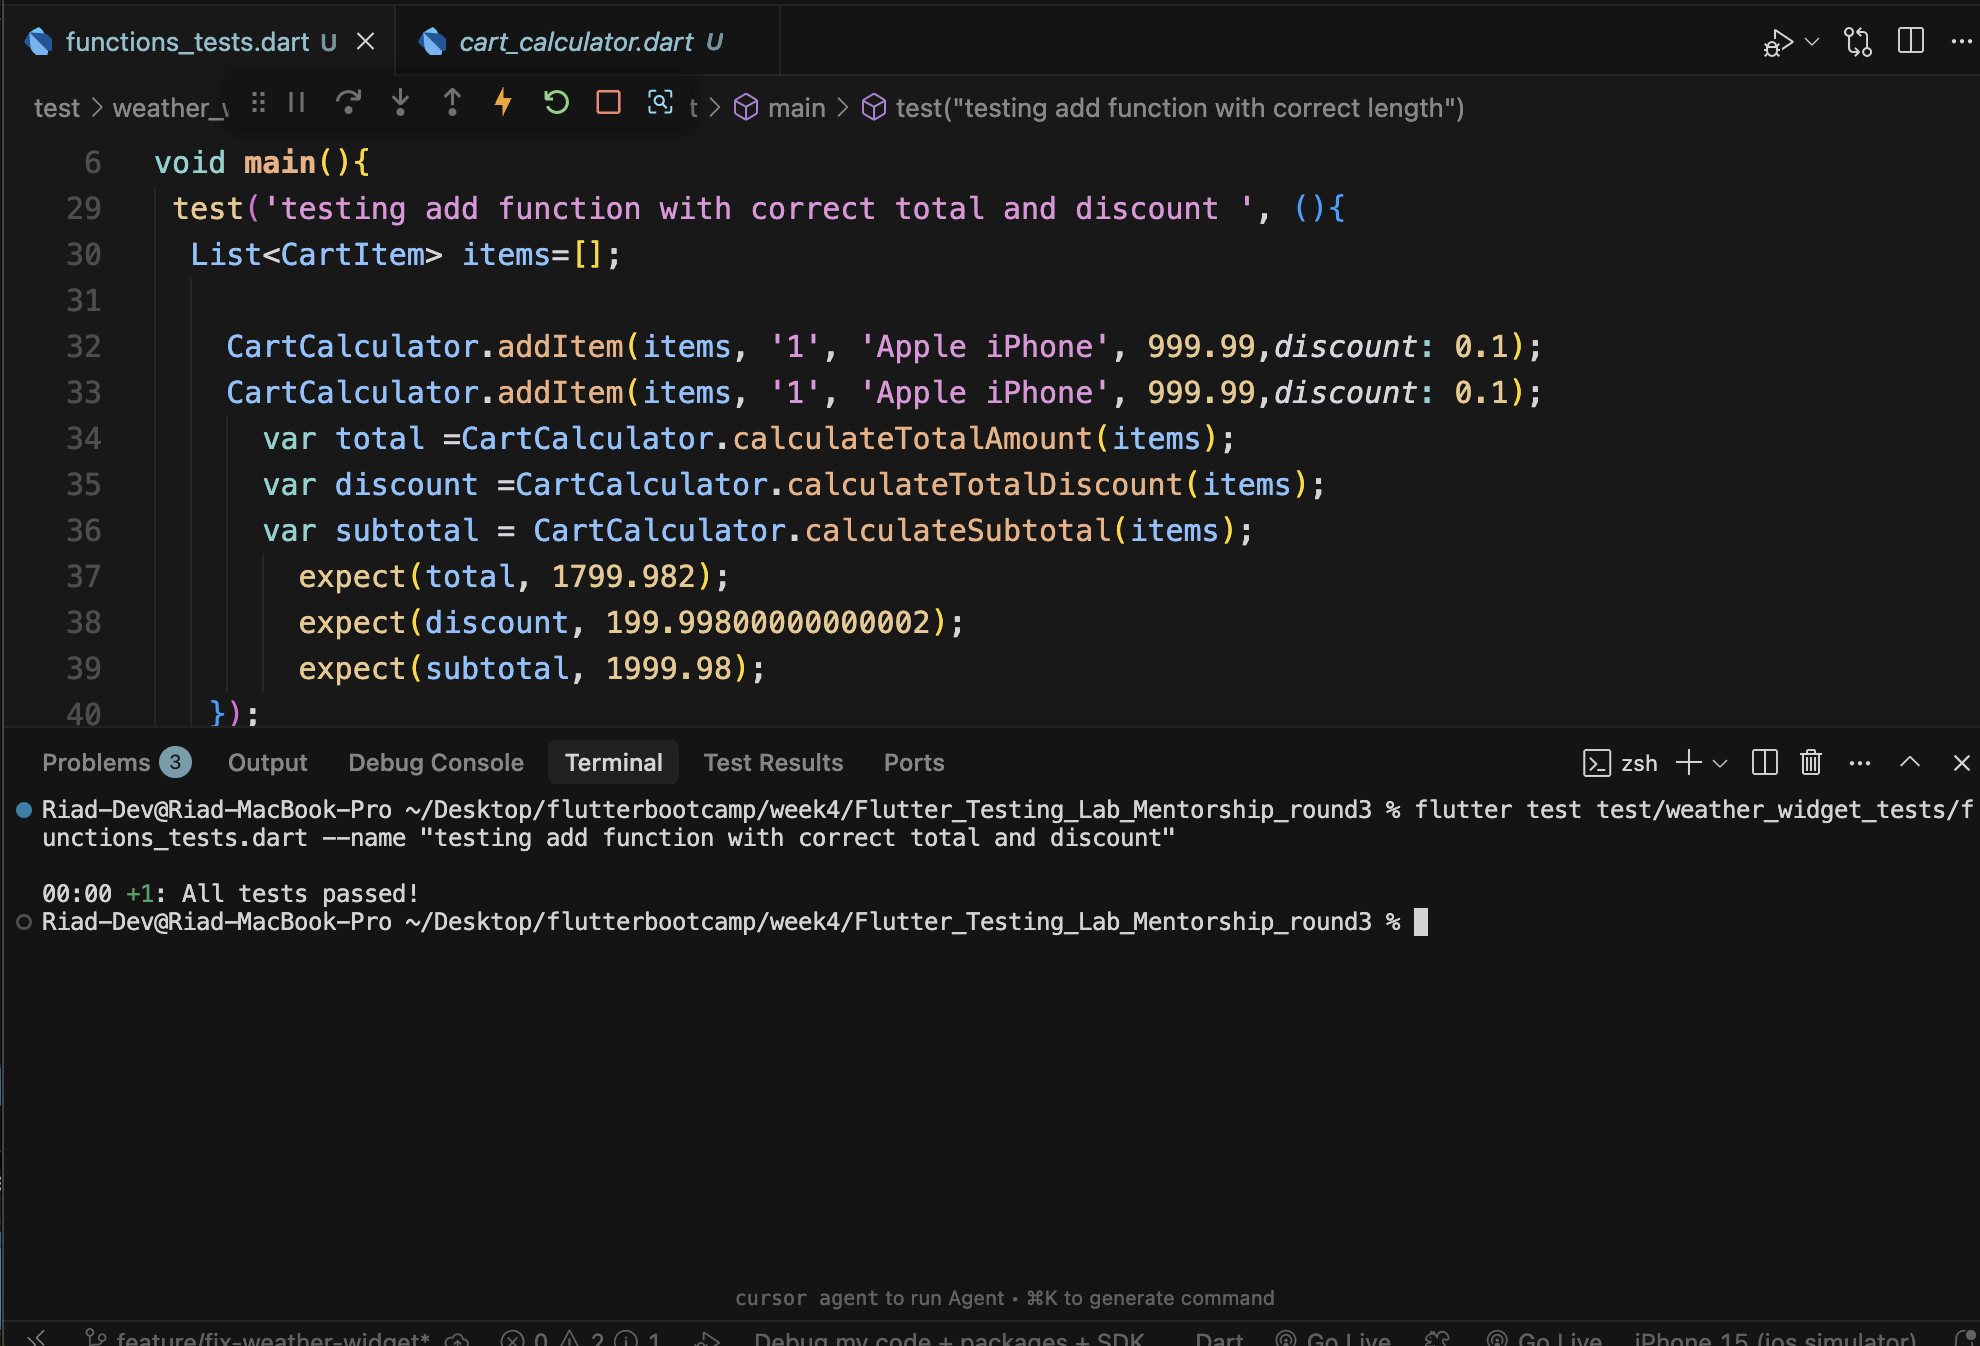 functions_tests.dart U
cart_calculator.dart U
test > weather_w t > main > test("testing add function with correct length")
6 void main(){
29 test('testing add function with correct total and discount ', (){
30 List<CartItem> items=[];
31
32 CartCalculator.addItem(items, '1', 'Apple iPhone', 999.99,discount: 0.1);
33 CartCalculator.addItem(items, '1', 'Apple iPhone', 999.99,discount: 0.1);
34 var total =CartCalculator.calculateTotalAmount(items);
35 var discount =CartCalculator.calculateTotalDiscount(items);
36 var subtotal = CartCalculator.calculateSubtotal(items);
37 expect(total, 1799.982);
38 expect(discount, 199.99800000000002);
39 expect(subtotal, 1999.98);
40 });
Problems 3 Output Debug Console Terminal Test Results Ports zsh
Riad-Dev@Riad-MacBook-Pro ~/Desktop/flutterbootcamp/week4/Flutter_Testing_Lab_Mentorship_round3 % flutter test test/weather_widget_tests/f
unctions_tests.dart --name "testing add function with correct total and discount"
00:00 +1: All tests passed!
Riad-Dev@Riad-MacBook-Pro ~/Desktop/flutterbootcamp/week4/Flutter_Testing_Lab_Mentorship_round3 %
cursor agent to run Agent • ⌘K to generate command
feature/fix-weather-widget* 0 2 1 Debug my code + packages + SDK Dart Go Live Go Live iPhone 15 (ios simulator)